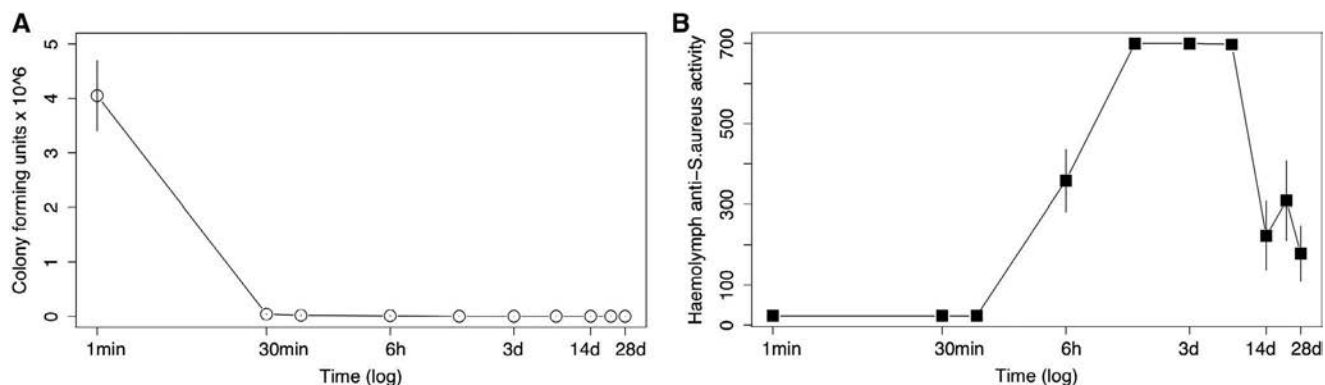 A
Colony forming units x 10^6
5
4
3
2
1
0
1min 30min 6h 3d 14d 28d
Time (log)
B
Haemolymph anti-S.aureus activity
700
500
300
100
0
1min 30min 6h 3d 14d 28d
Time (log)